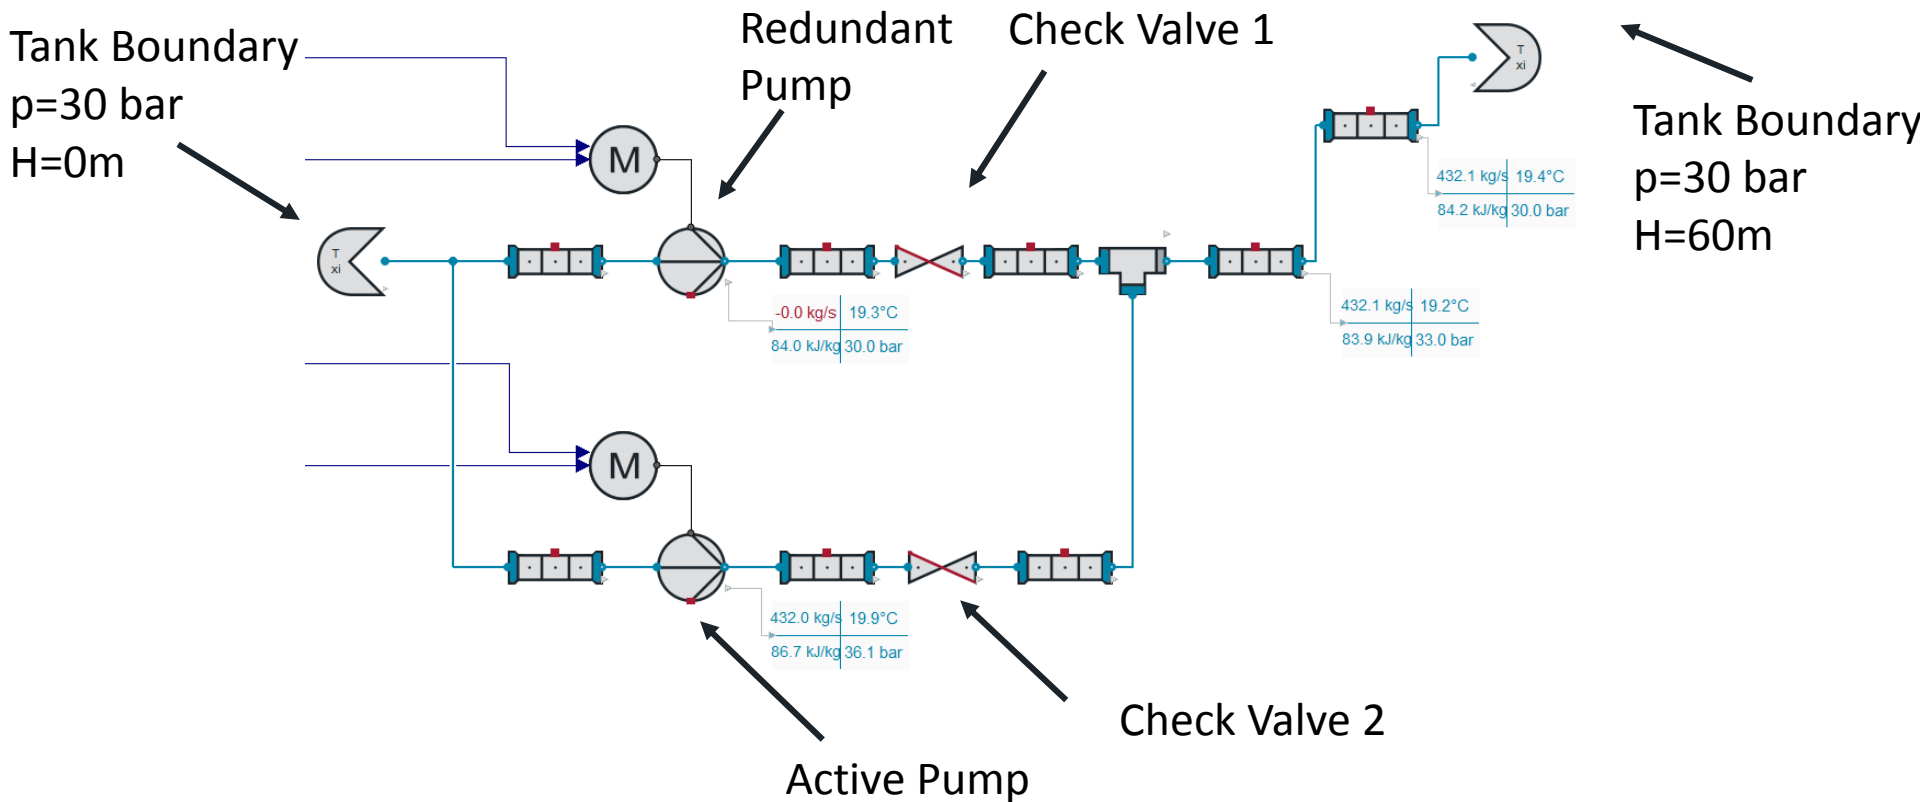 Tank Boundary
p=30 bar
H=0m
Redundant
Pump
Check Valve 1
Tank Boundary
p=30 bar
H=60m
T
xi
T
xi
M
M
432.1 kg/s 19.4°C
84.2 kJ/kg 30.0 bar
-0.0 kg/s 19.3°C
84.0 kJ/kg 30.0 bar
432.1 kg/s 19.2°C
83.9 kJ/kg 33.0 bar
432.0 kg/s 19.9°C
86.7 kJ/kg 36.1 bar
Check Valve 2
Active Pump